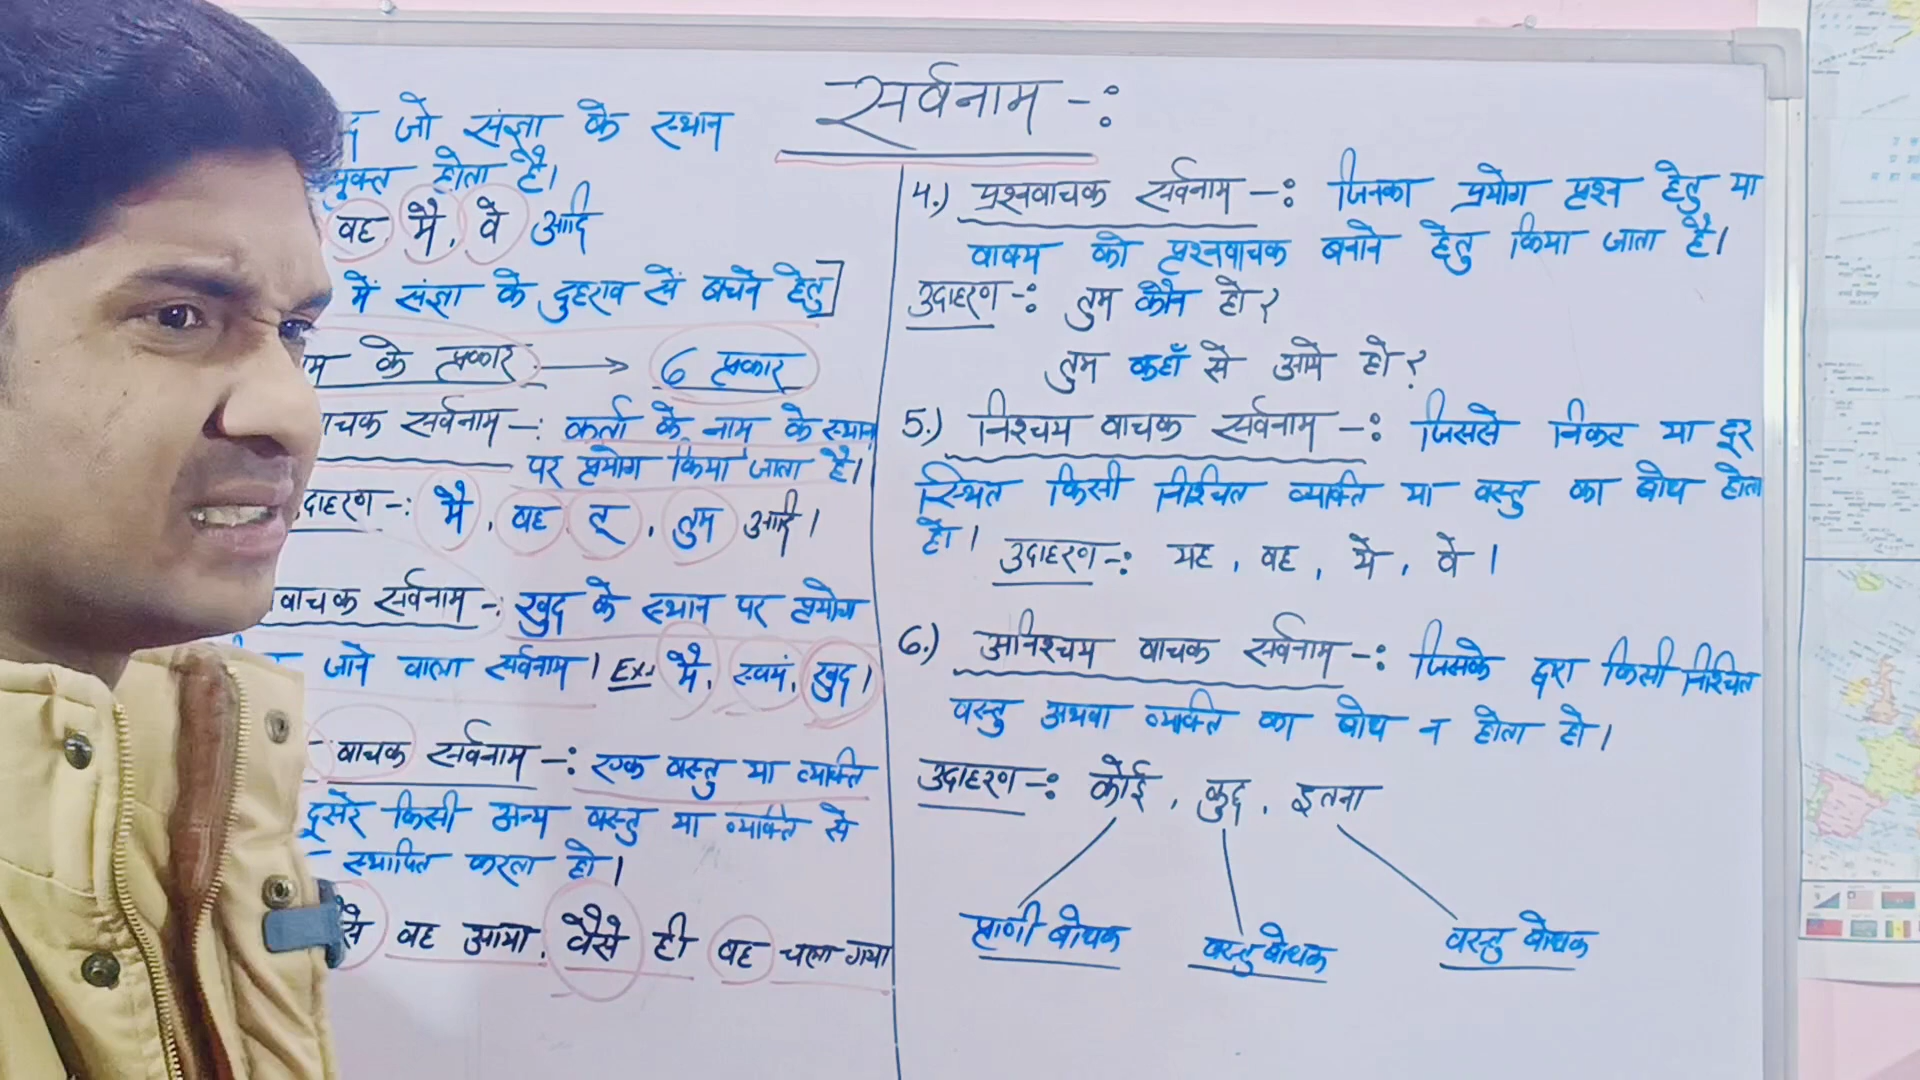 सर्वनाम -:
जो संज्ञा के स्थान
होता है।
वह, मै, वे आदि
में संज्ञा के दुहराव से बचने हेतु]
के प्रकार → 6 प्रकार
वाचक सर्वनाम -: कर्ता के नाम के स्थान
पर प्रयोग किया जाता है।
उदाहरण -: मै, वह, तू, तुम आदि।
वाचक सर्वनाम -: खुद के स्थान पर प्रयोग
जाने वाला सर्वनाम। Ex:- मै, स्वयं, खुद।
वाचक सर्वनाम -: एक वस्तु या व्यक्ति
दूसरे किसी अन्य वस्तु या व्यक्ति से
स्थापित करता हो।
वह आया, वैसे ही वह चला गया
4.) प्रश्नवाचक सर्वनाम -: जिनका प्रयोग प्रश्न हेतु या
वाक्य को प्रश्नवाचक बनाने हेतु किया जाता है।
उदाहरण -: तुम कौन हो?
तुम कहाँ से आये हो?
5.) निश्चय वाचक सर्वनाम -: जिससे निकट या दूर
स्थित किसी निश्चित व्यक्ति या वस्तु का बोध होता
हो।
उदाहरण -: यह, वह, ये, वे।
6.) अनिश्चय वाचक सर्वनाम -: जिसके द्वारा किसी निश्चित
वस्तु अथवा व्यक्ति का बोध न होता हो।
उदाहरण -: कोई, कुछ, इतना
प्राणी बोधक वस्तु बोधक वस्तु बोधक